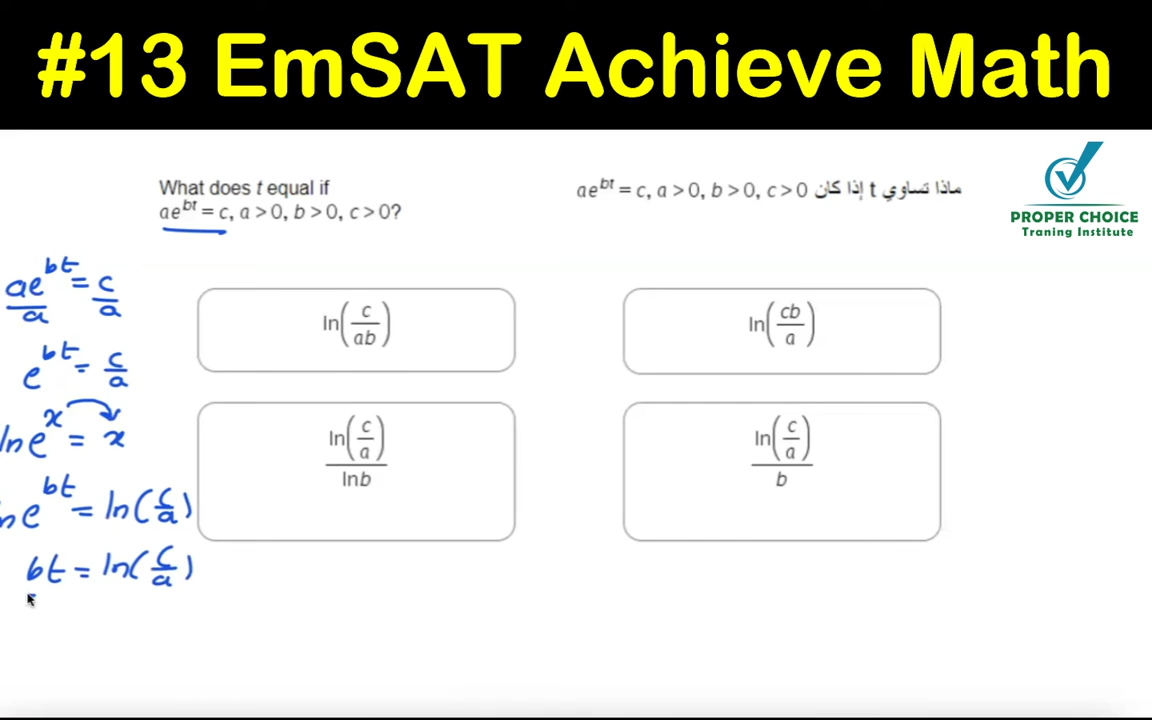 #13 EmSAT Achieve Math
PROPER CHOICE
Traning Institute
What does t equal if
ae^{bt} = c, a > 0, b > 0, c > 0?
ماذا تساوي t إذا كان ae^{bt} = c, a > 0, b > 0, c > 0
ae^{bt}/a = c/a
e^{bt} = c/a
ln e^x = x
ln e^{bt} = ln(c/a)
bt = ln(c/a)
ln(c/ab)
ln(cb/a)
ln(c/a)/lnb
ln(c/a)/b